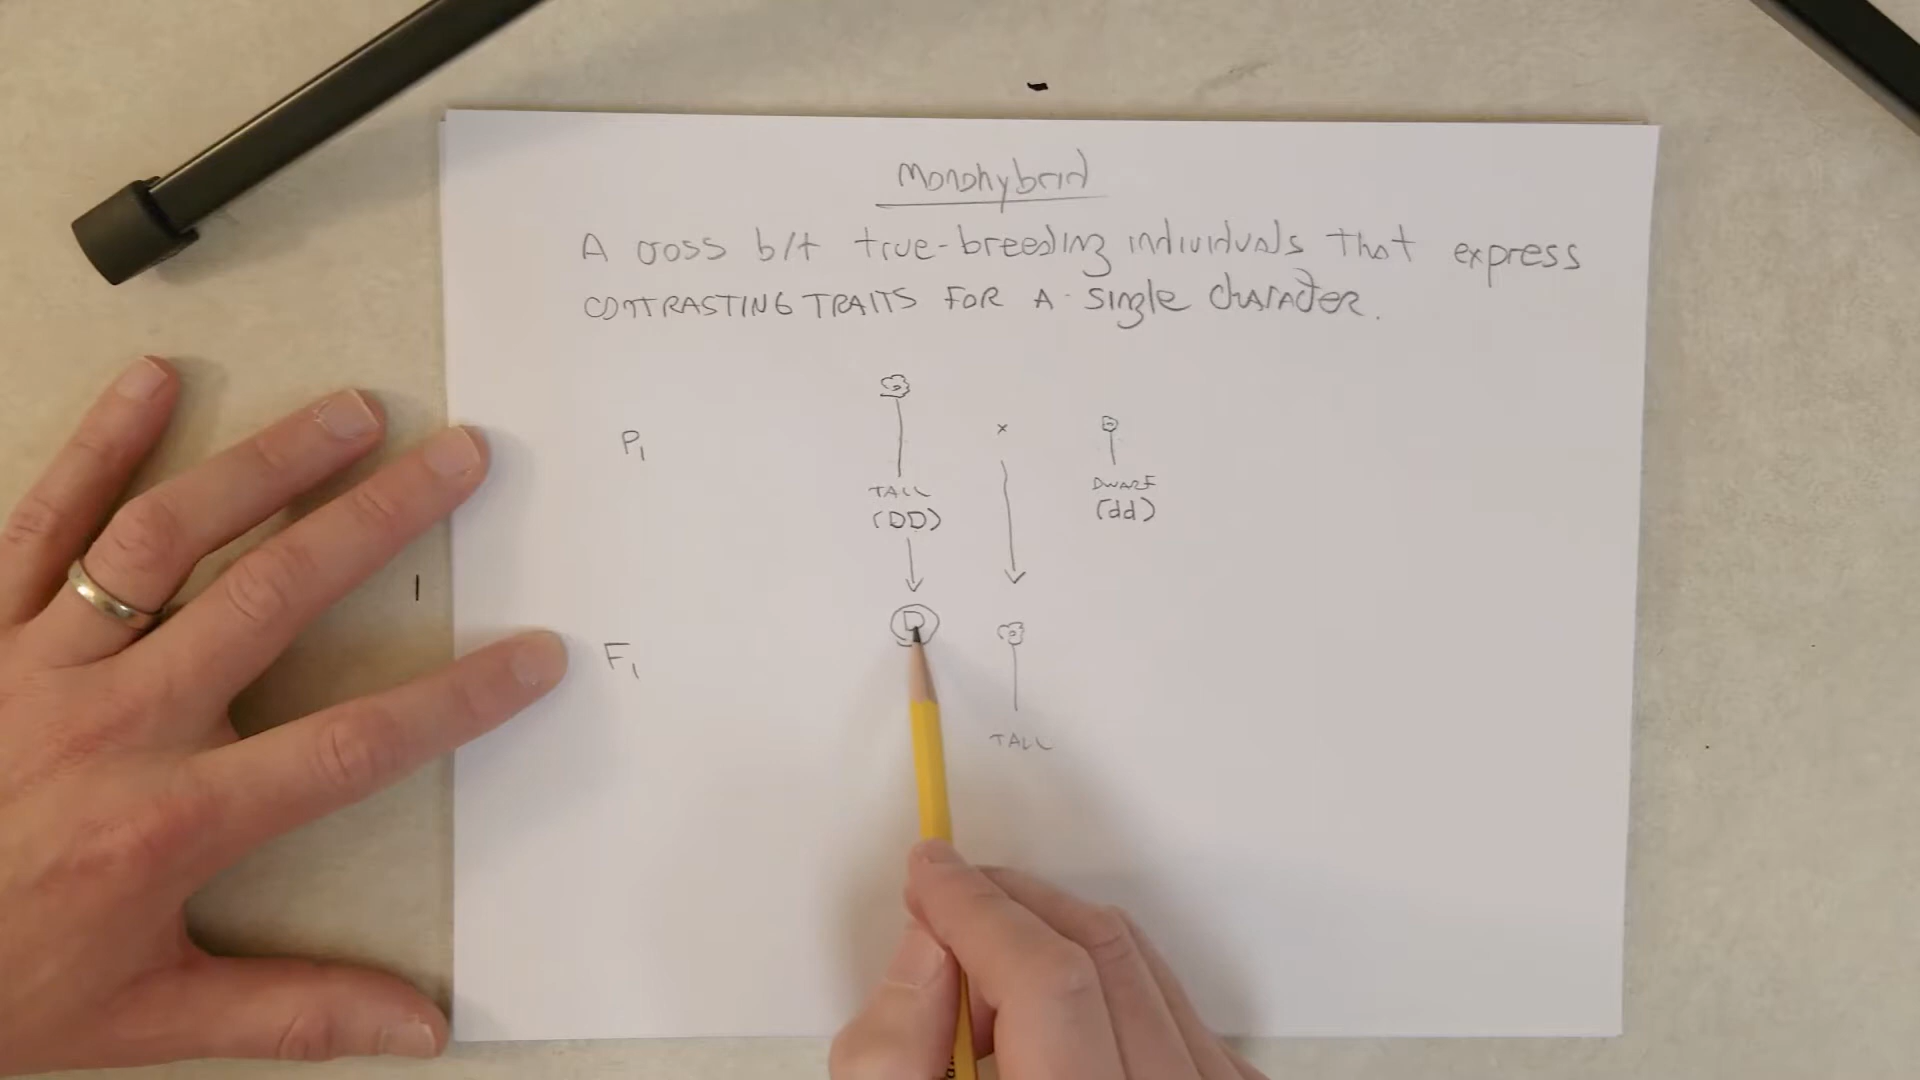 Monohybrid
A cross b/t true-breeding individuals that express
CONTRASTING TRAITS FOR A single CHARACTER.
P1
x
TALL
DWARF
(DD)
(dd)
D
F1
TALL